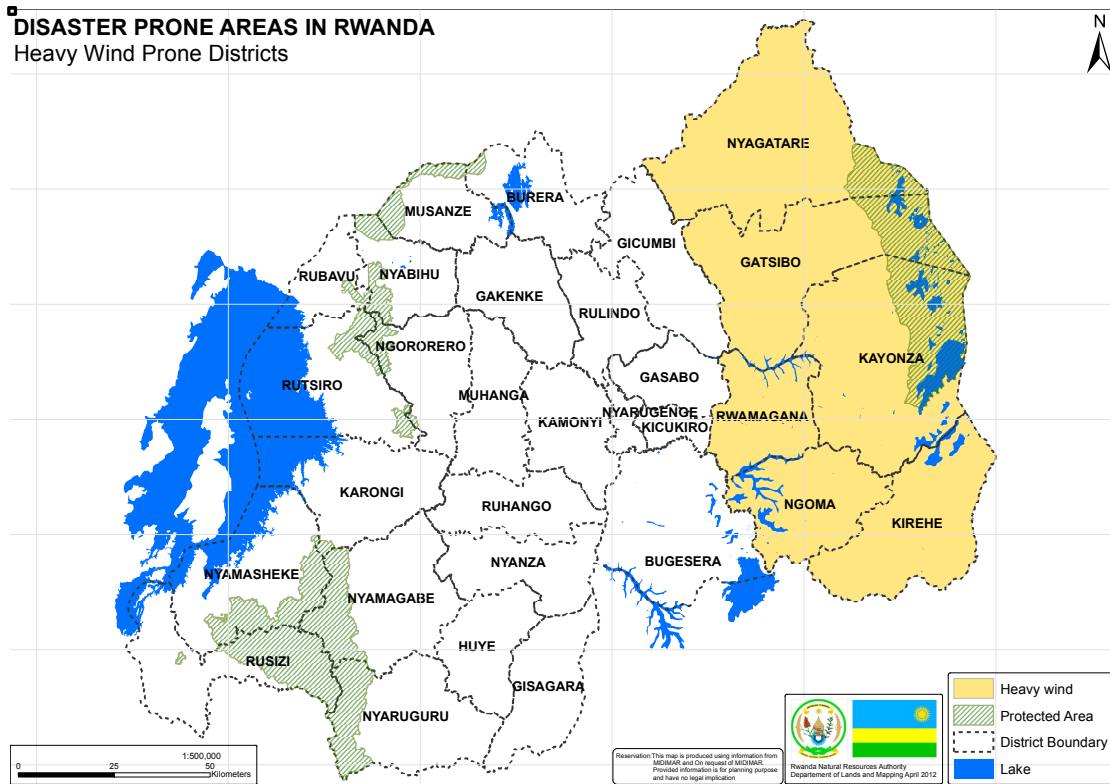 DISASTER PRONE AREAS IN RWANDA
Heavy Wind Prone Districts
N
NYAGATARE
BURERA
MUSANZE
GICUMBI
GATSIBO
RUBAVU
NYABIHU
GAKENKE
RULINDO
NGORORERO
KAYONZA
GASABO
RUTSIRO
MUHANGA
NYARUGENGE
RWAMAGANA
KAMONYI
KICUKIRO
KARONGI
RUHANGO
NGOMA
KIREHE
NYANZA
BUGESERA
NYAMASHEKE
NYAMAGABE
HUYE
RUSIZI
GISAGARA
NYARUGURU
Heavy wind
Protected Area
District Boundary
Lake
1:500,000
0 25 50
Kilometers
Reservation:This map is produced using information from
MIDIMAR and On request of MIDIMAR.
Provided information is for planning purpose
and have no legal implication
Rwanda Natural Resources Authority
Departement of Lands and Mapping April 2012